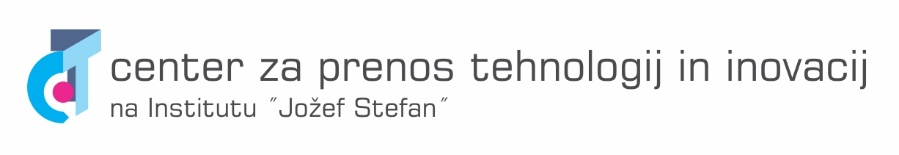 center za prenos tehnologij in inovacij
na Institutu ˝Jožef Stefan˝